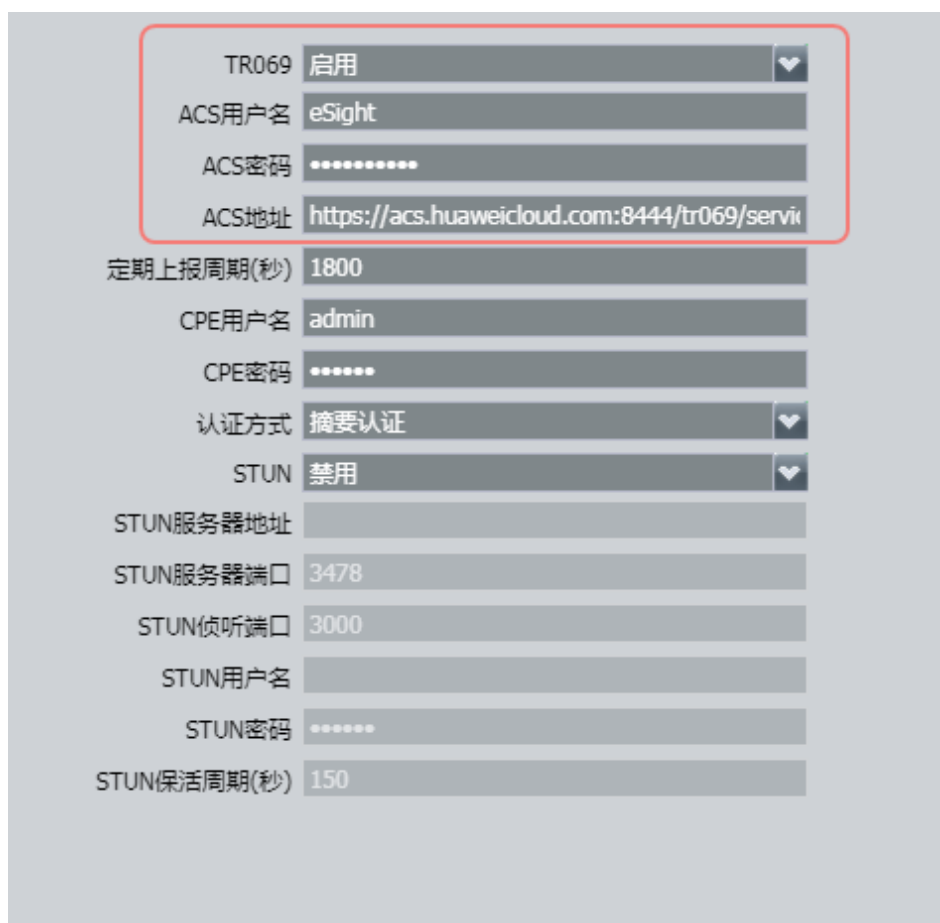 TR069 启用
ACS用户名 eSight
ACS密码 ••••••••••
ACS地址 https://acs.huaweicloud.com:8444/tr069/servic
定期上报周期(秒) 1800
CPE用户名 admin
CPE密码 ••••••
认证方式 摘要认证
STUN 禁用
STUN服务器地址
STUN服务器端口 3478
STUN侦听端口 3000
STUN用户名
STUN密码 ••••••
STUN保活周期(秒) 150